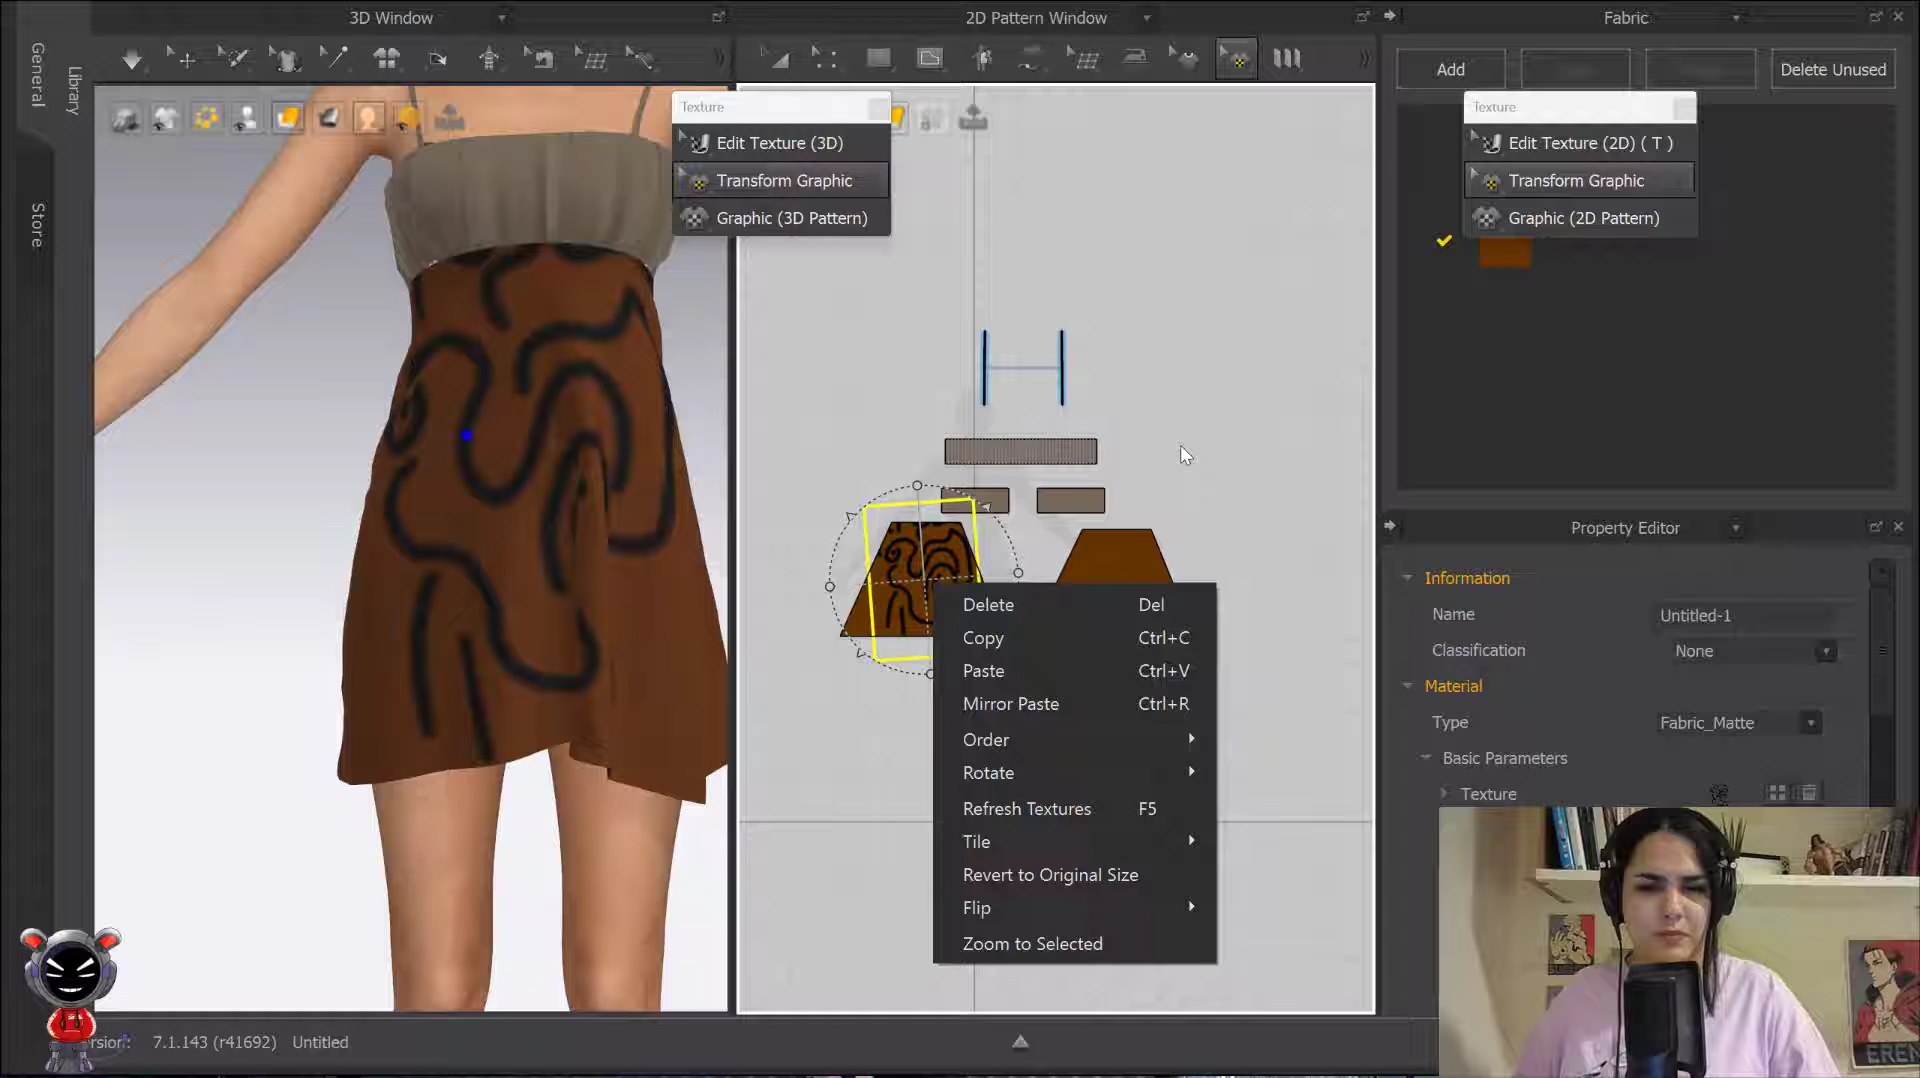 3D Window
2D Pattern Window
Fabric
General
Library
Store
Add
Delete Unused
Texture
Edit Texture (3D)
Transform Graphic
Graphic (3D Pattern)
Texture
Edit Texture (2D) ( T )
Transform Graphic
Graphic (2D Pattern)
Property Editor
Information
Name Untitled-1
Classification None
Material
Type Fabric_Matte
Basic Parameters
Texture
Delete Del
Copy Ctrl+C
Paste Ctrl+V
Mirror Paste Ctrl+R
Order
Rotate
Refresh Textures F5
Tile
Revert to Original Size
Flip
Zoom to Selected
rsion: 7.1.143 (r41692) Untitled
EREN